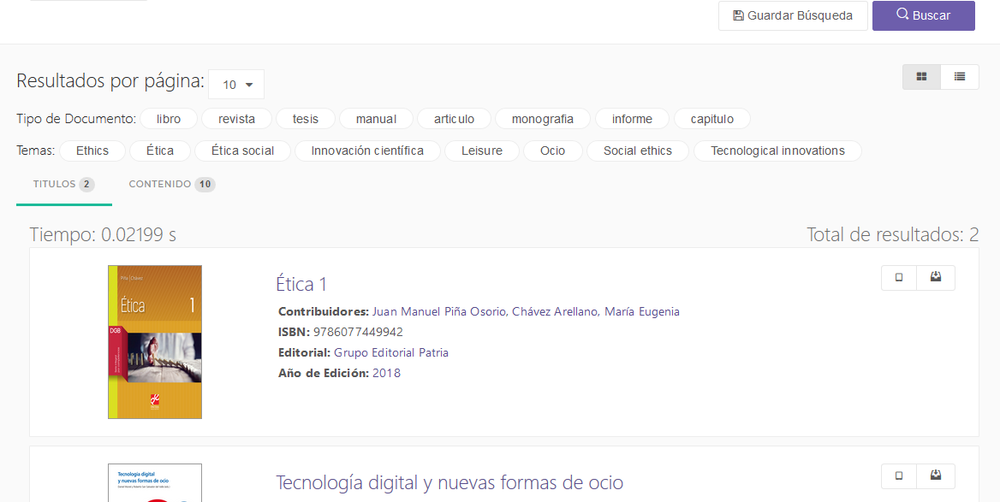 Guardar Búsqueda Buscar
Resultados por página: 10
Tipo de Documento: libro revista tesis manual articulo monografia informe capitulo
Temas: Ethics Ética Ética social Innovación científica Leisure Ocio Social ethics Tecnological innovations
TITULOS 2 CONTENIDO 10
Tiempo: 0.02199 s Total de resultados: 2
Piña | Chávez
Ética 1
DGB
Ética 1
Contribuidores: Juan Manuel Piña Osorio, Chávez Arellano, María Eugenia
ISBN: 9786077449942
Editorial: Grupo Editorial Patria
Año de Edición: 2018
Tecnología digital
y nuevas formas de ocio
Tecnología digital y nuevas formas de ocio